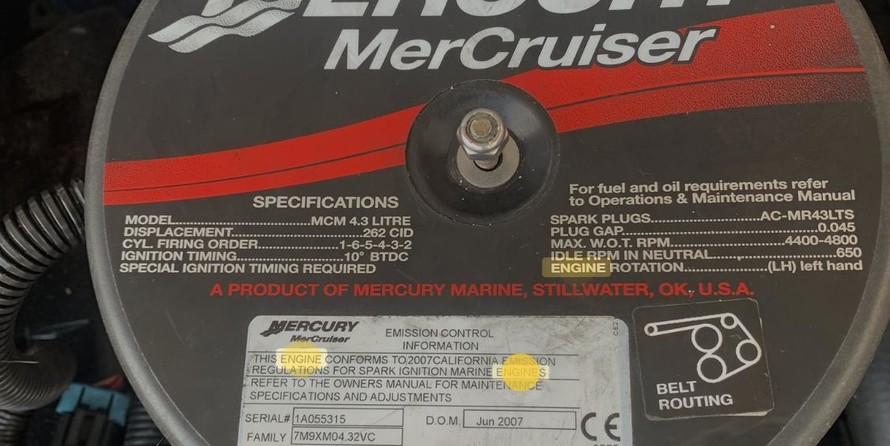 MERCURY
MerCruiser
SPECIFICATIONS
MODEL..............................MCM 4.3 LITRE
DISPLACEMENT..............................262 CID
CYL. FIRING ORDER....................1-6-5-4-3-2
IGNITION TIMING........................10° BTDC
SPECIAL IGNITION TIMING REQUIRED
For fuel and oil requirements refer
to Operations & Maintenance Manual
SPARK PLUGS.........................AC-MR43LTS
PLUG GAP.............................................0.045
MAX. W.O.T. RPM..........................4400-4800
IDLE RPM IN NEUTRAL...........................650
ENGINE ROTATION...................(LH) left hand
A PRODUCT OF MERCURY MARINE, STILLWATER, OK, U.S.A.
MERCURY
MerCruiser
EMISSION CONTROL
INFORMATION
THIS ENGINE CONFORMS TO 2007 CALIFORNIA EMISSION
REGULATIONS FOR SPARK IGNITION MARINE ENGINES
REFER TO THE OWNERS MANUAL FOR MAINTENANCE
SPECIFICATIONS AND ADJUSTMENTS
SERIAL# 1A055315
D.O.M. Jun 2007
FAMILY 7M9XM04.32VC
CE
BELT
ROUTING